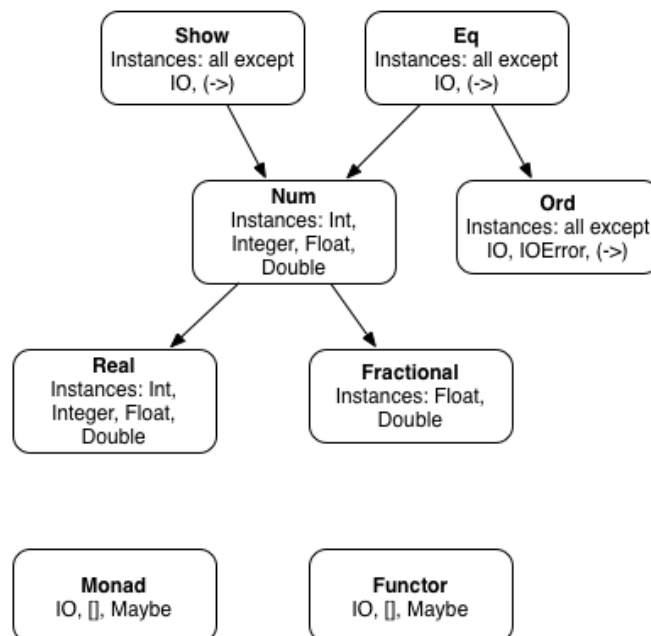 Show
Instances: all except
IO, (->)
Eq
Instances: all except
IO, (->)
Num
Instances: Int,
Integer, Float,
Double
Ord
Instances: all except
IO, IOError, (->)
Real
Instances: Int,
Integer, Float,
Double
Fractional
Instances: Float,
Double
Monad
IO, [], Maybe
Functor
IO, [], Maybe